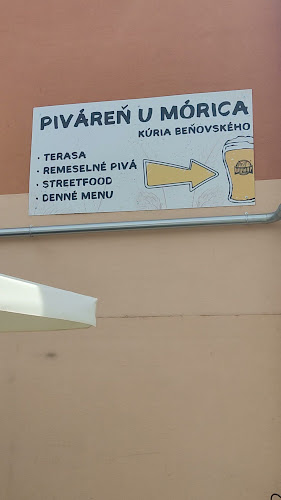 PIVÁREŇ U MÓRICA
KÚRIA BEŇOVSKÉHO
· TERASA
· REMESELNÉ PIVÁ
· STREETFOOD
· DENNÉ MENU